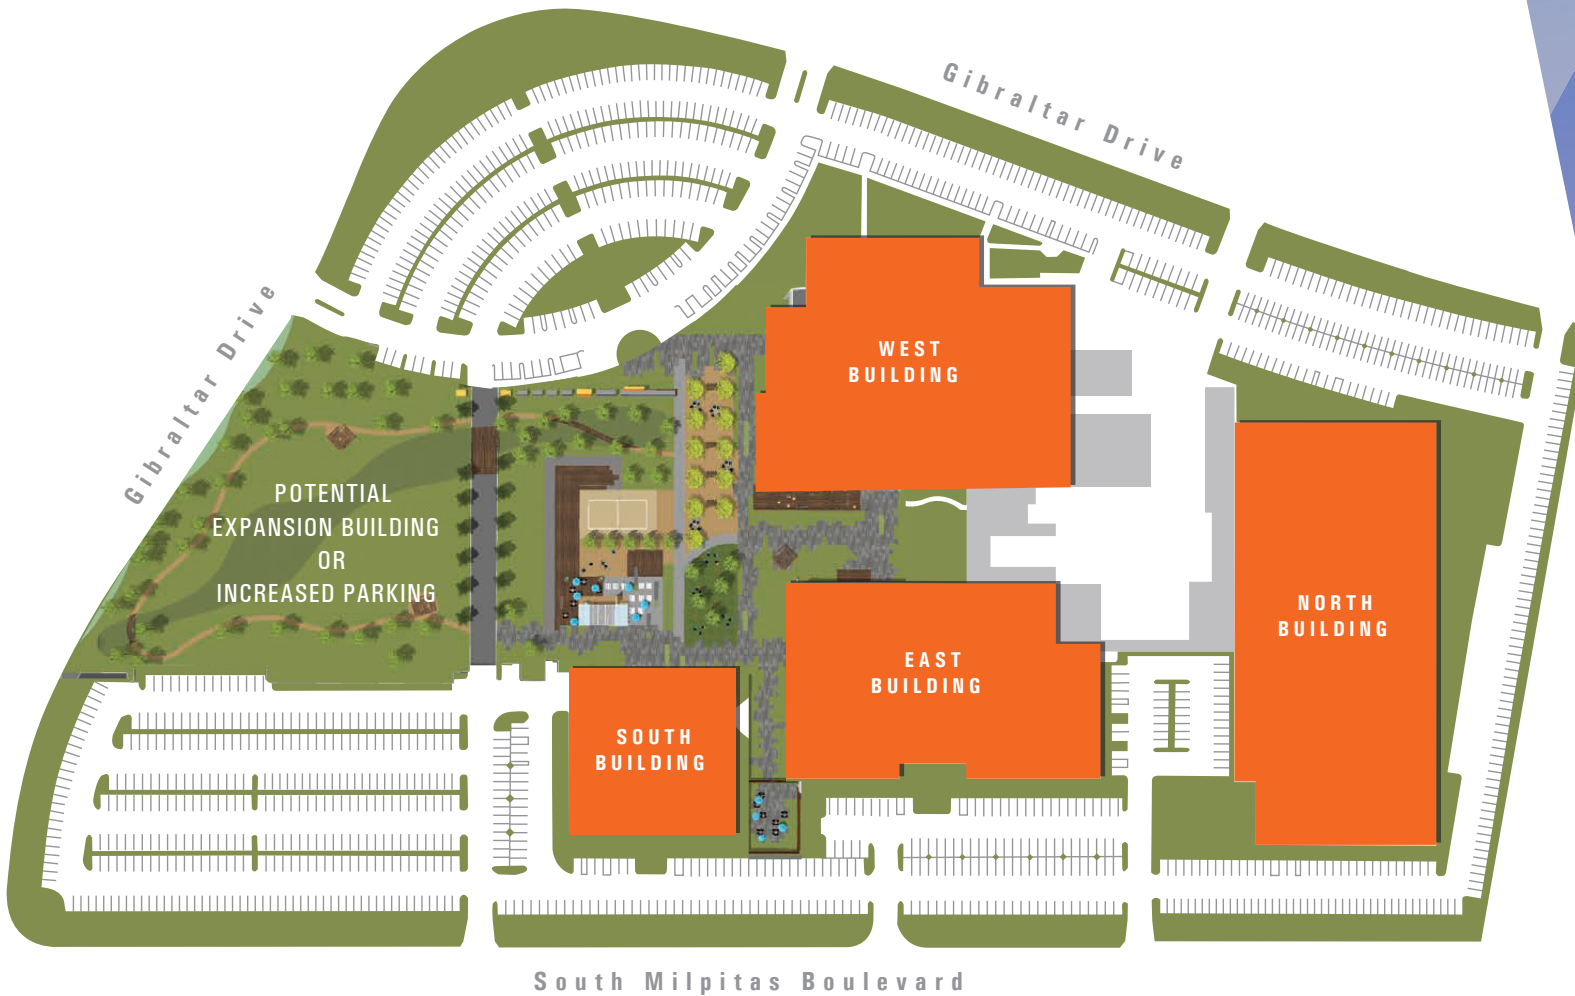 Gibraltar Drive
Gibraltar Drive
WEST
BUILDING
POTENTIAL
EXPANSION BUILDING
OR
INCREASED PARKING
NORTH
BUILDING
EAST
BUILDING
SOUTH
BUILDING
South Milpitas Boulevard